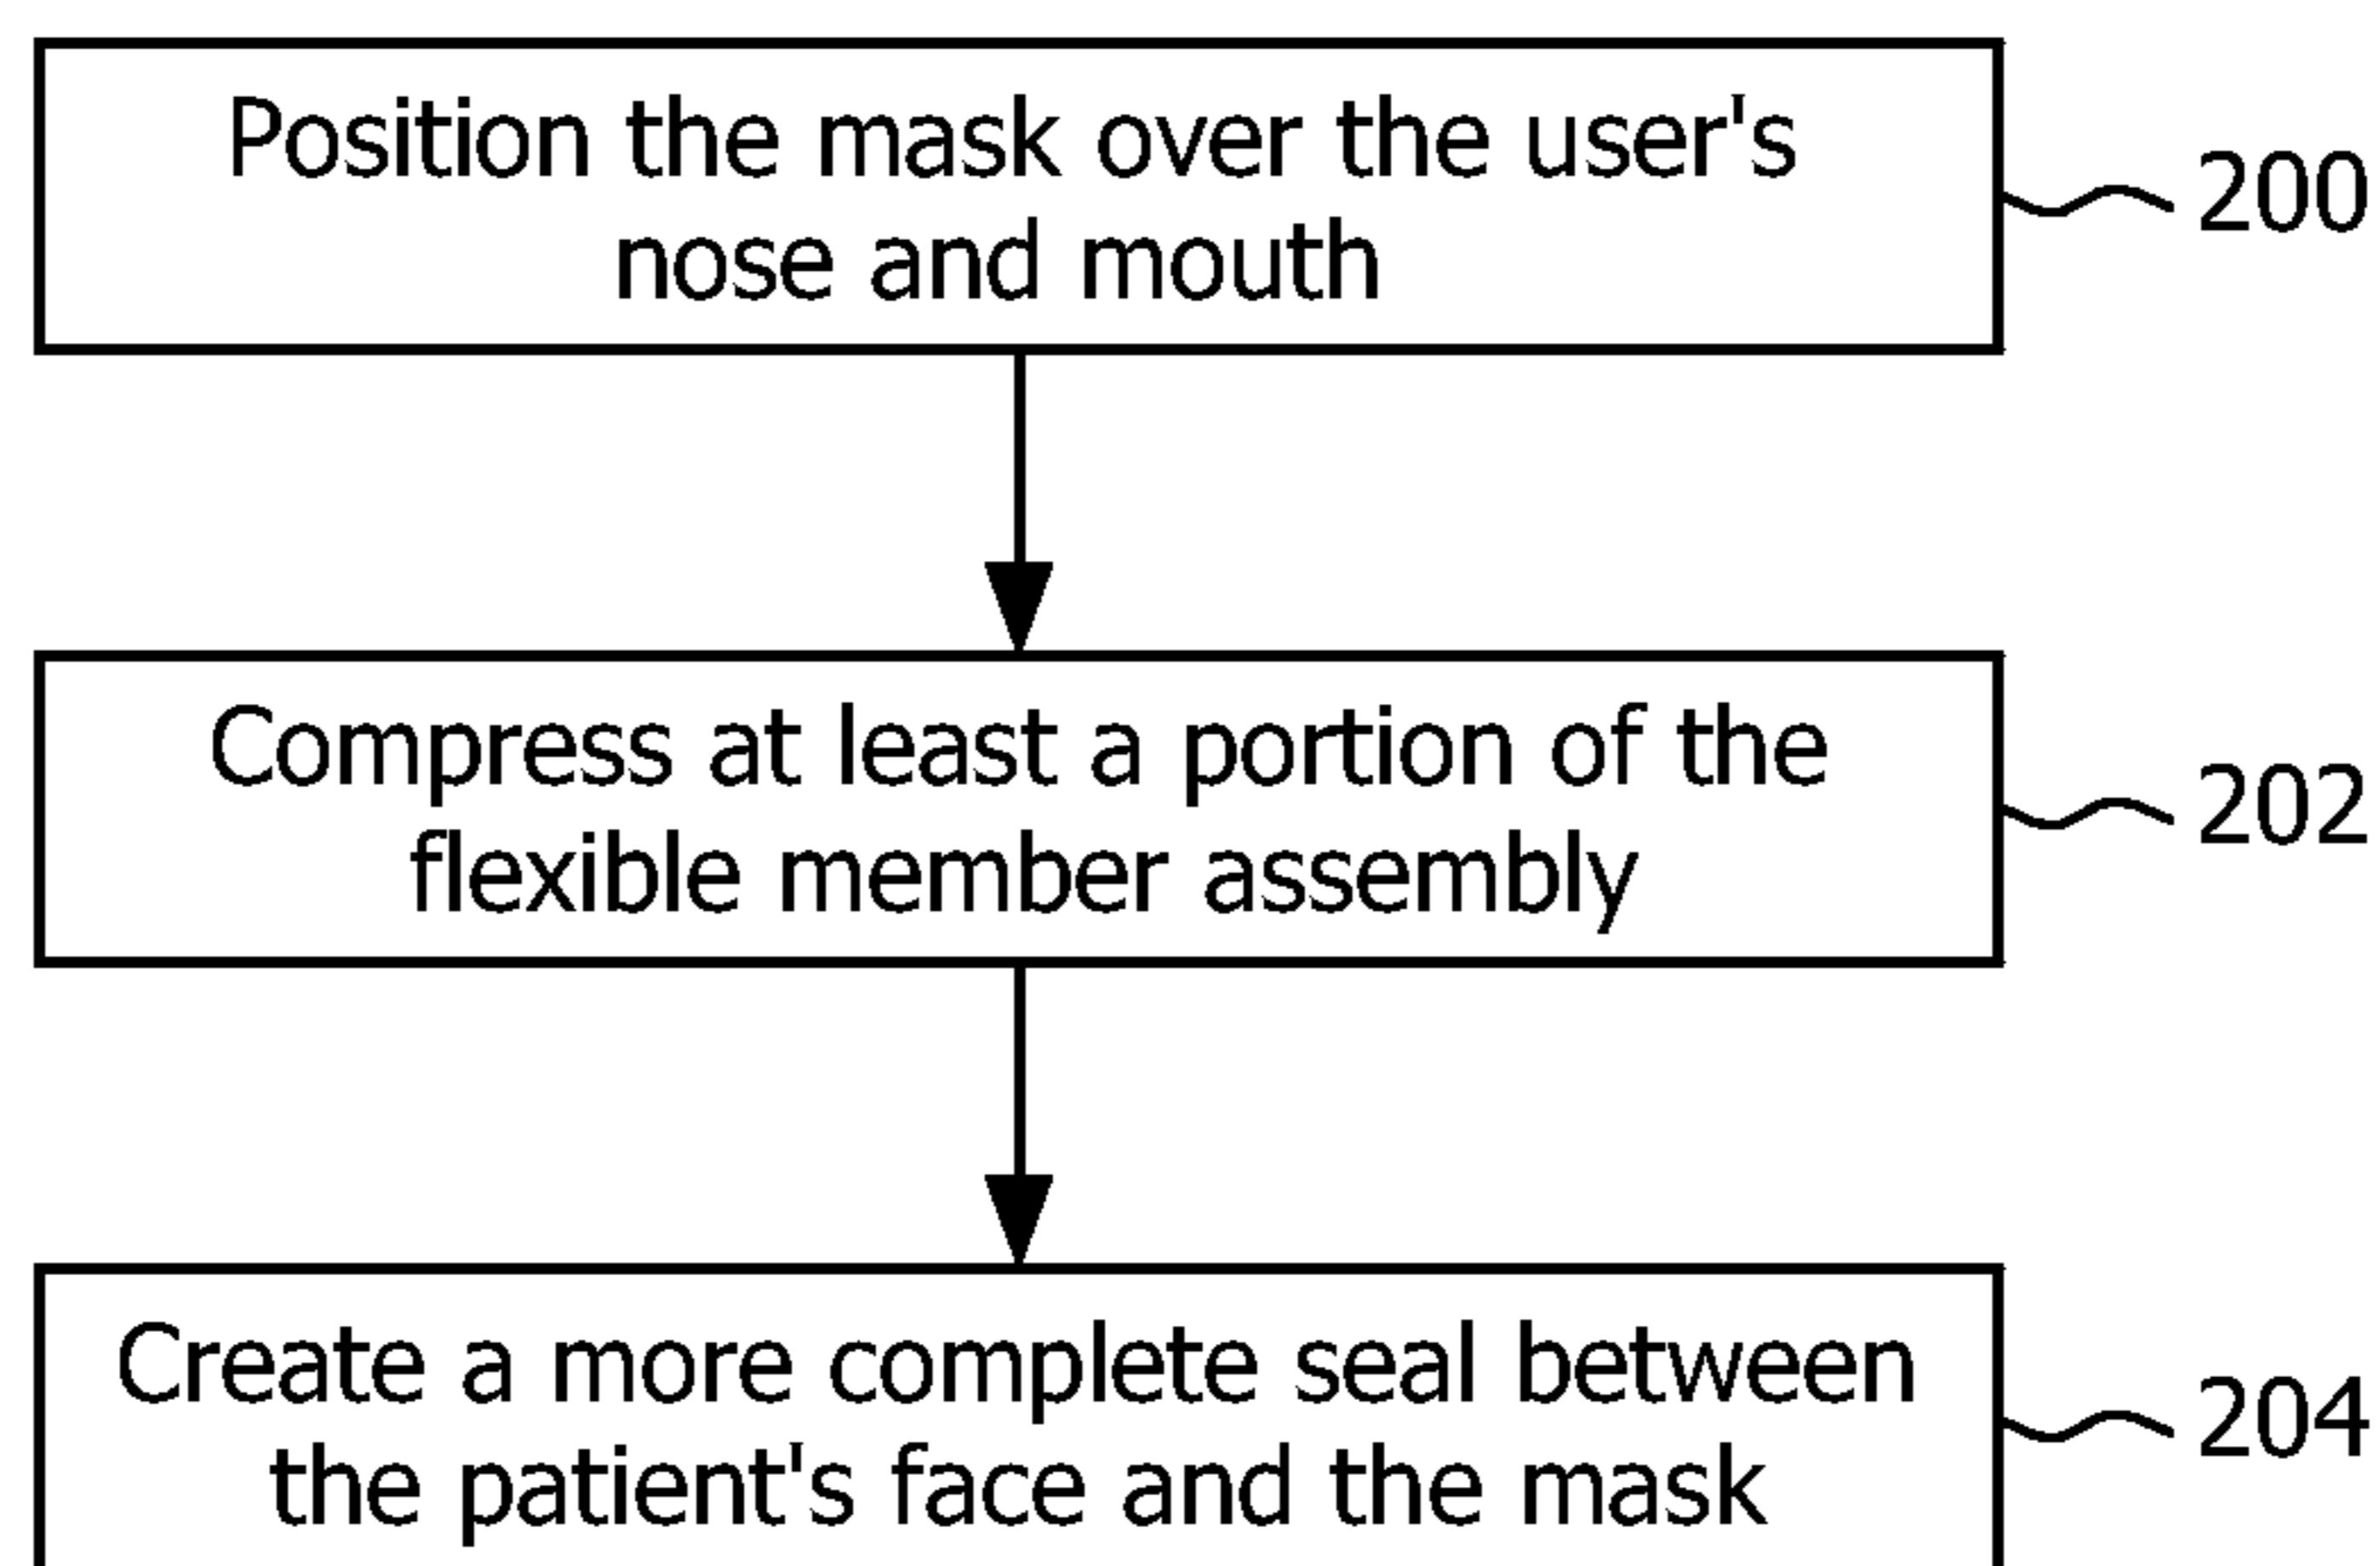 Position the mask over the user's
nose and mouth
200
Compress at least a portion of the
flexible member assembly
202
Create a more complete seal between
the patient's face and the mask
204